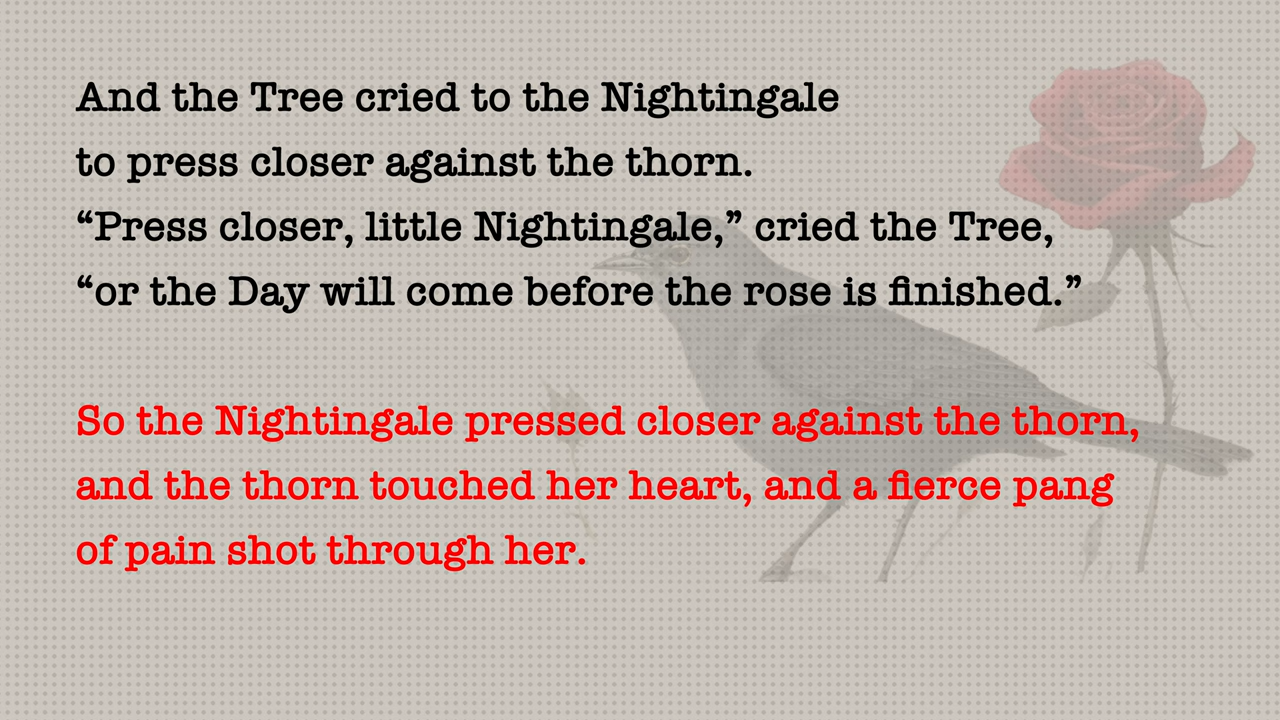 And the Tree cried to the Nightingale
to press closer against the thorn.
“Press closer, little Nightingale,” cried the Tree,
“or the Day will come before the rose is finished.”
So the Nightingale pressed closer against the thorn,
and the thorn touched her heart, and a fierce pang
of pain shot through her.